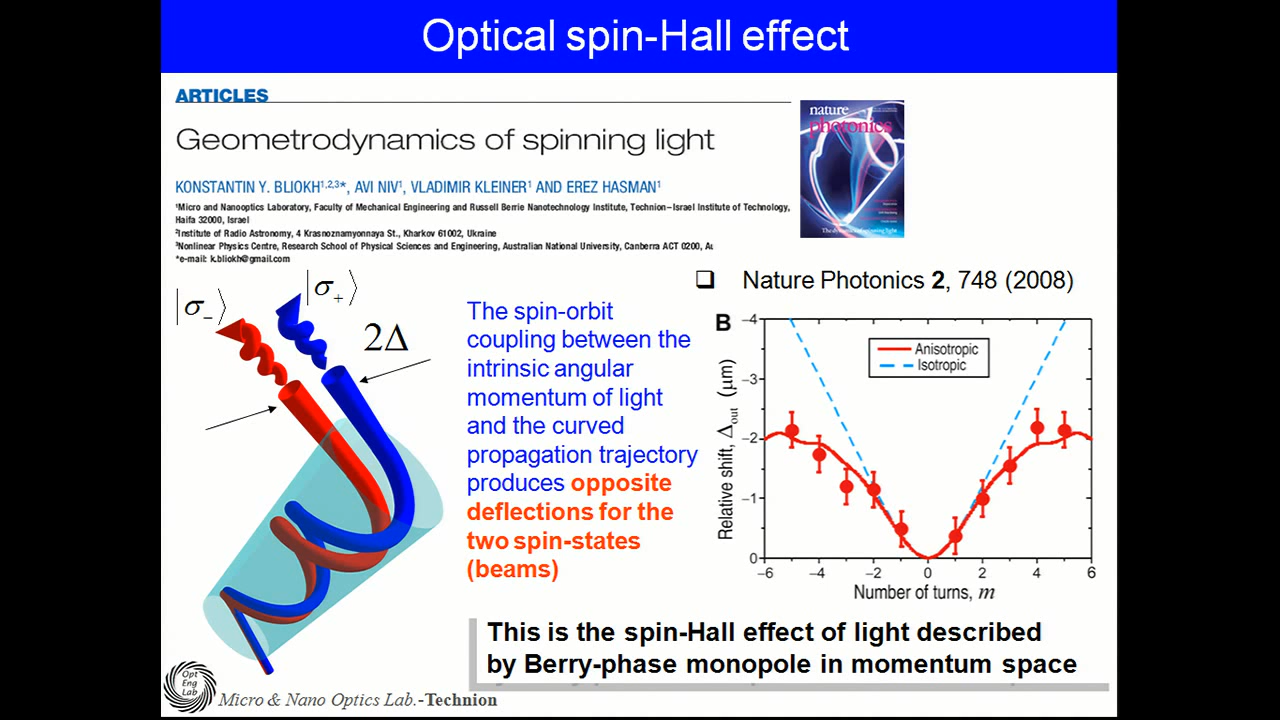 Optical spin-Hall effect
ARTICLES
Geometrodynamics of spinning light
KONSTANTIN Y. BLIOKH1,2,3*, AVI NIV1, VLADIMIR KLEINER1 AND EREZ HASMAN1
1Micro and Nanooptics Laboratory, Faculty of Mechanical Engineering and Russell Berrie Nanotechnology Institute, Technion–Israel Institute of Technology,
Haifa 32000, Israel
2Institute of Radio Astronomy, 4 Krasnoznamyonnaya St., Kharkov 61002, Ukraine
3Nonlinear Physics Centre, Research School of Physical Sciences and Engineering, Australian National University, Canberra ACT 0200, Au
*e-mail: k.bliokh@gmail.com
nature
photonics
The dynamics of spinning light
❑ Nature Photonics 2, 748 (2008)
|σ−⟩
|σ+⟩
2Δ
The spin-orbit
coupling between the
intrinsic angular
momentum of light
and the curved
propagation trajectory
produces opposite
deflections for the
two spin-states
(beams)
B
Anisotropic
Isotropic
Relative shift, Δout (μm)
−4
−3
−2
−1
0
−6 −4 −2 0 2 4 6
Number of turns, m
This is the spin-Hall effect of light described
by Berry-phase monopole in momentum space
Opt
Eng
Lab
Micro & Nano Optics Lab.-Technion